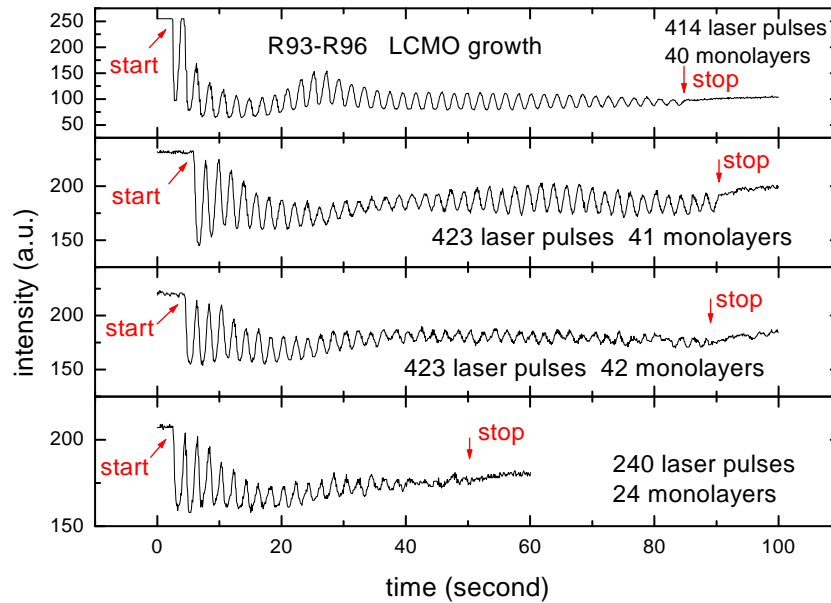 250
200
150
100
50
start
R93-R96 LCMO growth
414 laser pulses
40 monolayers
stop
200
150
start
stop
423 laser pulses 41 monolayers
200
150
start
stop
423 laser pulses 42 monolayers
200
150
start
stop
240 laser pulses
24 monolayers
0 20 40 60 80 100
time (second)
intensity (a.u.)